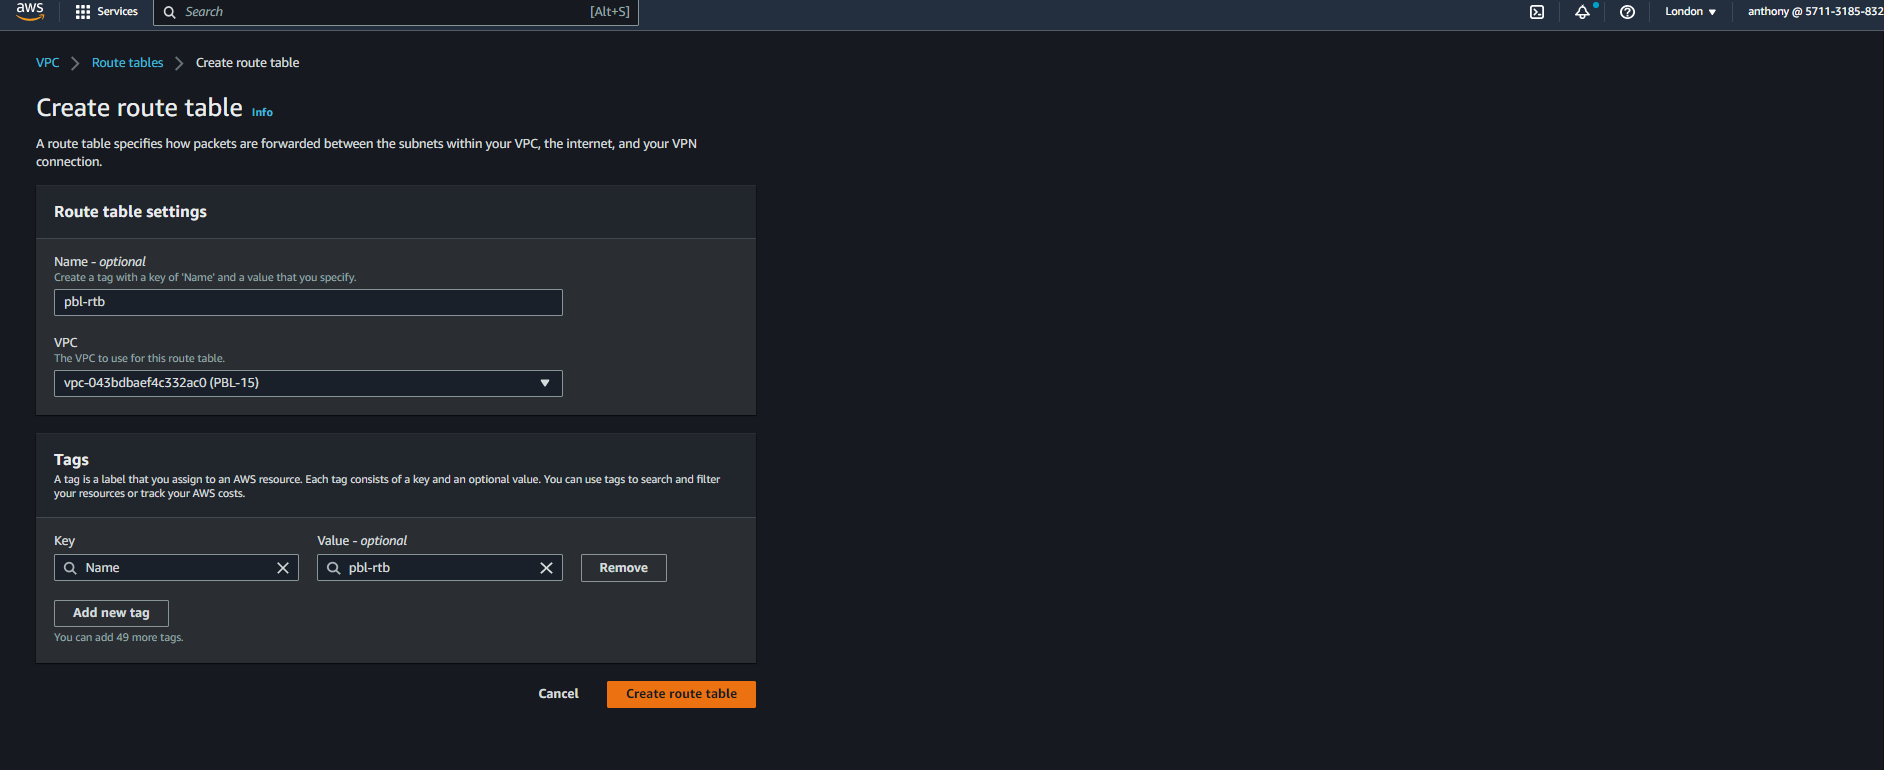 aws
Services
Search
[Alt+S]
London
anthony @ 5711-3185-832
VPC
Route tables
Create route table
Create route table Info
A route table specifies how packets are forwarded between the subnets within your VPC, the internet, and your VPN
connection.
Route table settings
Name - optional
Create a tag with a key of 'Name' and a value that you specify.
pbl-rtb
VPC
The VPC to use for this route table.
vpc-043bdbaef4c332ac0 (PBL-15)
Tags
A tag is a label that you assign to an AWS resource. Each tag consists of a key and an optional value. You can use tags to search and filter
your resources or track your AWS costs.
Key
Value - optional
Name
pbl-rtb
Remove
Add new tag
You can add 49 more tags.
Cancel
Create route table